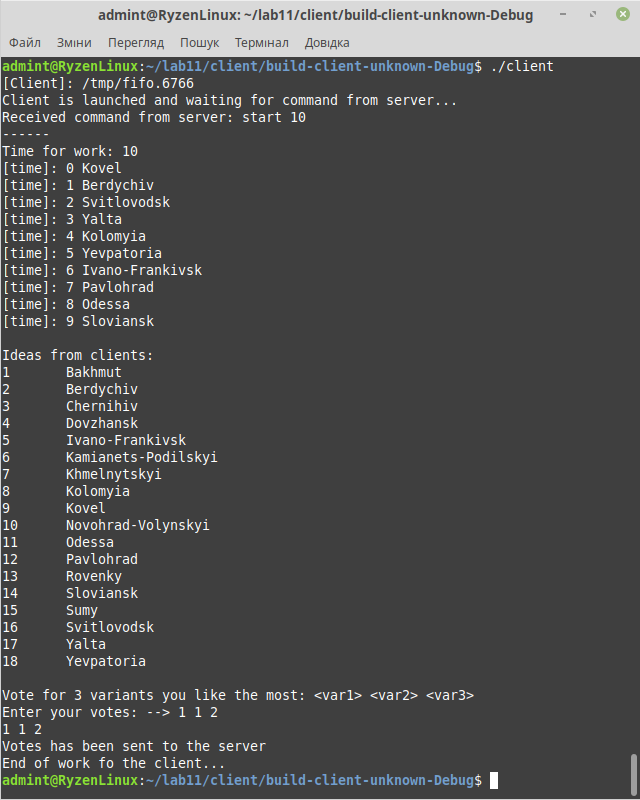 admint@RyzenLinux: ~/lab11/client/build-client-unknown-Debug
Файл Зміни Перегляд Пошук Термінал Довідка
admint@RyzenLinux:~/lab11/client/build-client-unknown-Debug$ ./client
[Client]: /tmp/fifo.6766
Client is launched and waiting for command from server...
Received command from server: start 10
------
Time for work: 10
[time]: 0 Kovel
[time]: 1 Berdychiv
[time]: 2 Svitlovodsk
[time]: 3 Yalta
[time]: 4 Kolomyia
[time]: 5 Yevpatoria
[time]: 6 Ivano-Frankivsk
[time]: 7 Pavlohrad
[time]: 8 Odessa
[time]: 9 Sloviansk
Ideas from clients:
1 Bakhmut
2 Berdychiv
3 Chernihiv
4 Dovzhansk
5 Ivano-Frankivsk
6 Kamianets-Podilskyi
7 Khmelnytskyi
8 Kolomyia
9 Kovel
10 Novohrad-Volynskyi
11 Odessa
12 Pavlohrad
13 Rovenky
14 Sloviansk
15 Sumy
16 Svitlovodsk
17 Yalta
18 Yevpatoria
Vote for 3 variants you like the most: <var1> <var2> <var3>
Enter your votes: --> 1 1 2
1 1 2
Votes has been sent to the server
End of work fo the client...
admint@RyzenLinux:~/lab11/client/build-client-unknown-Debug$